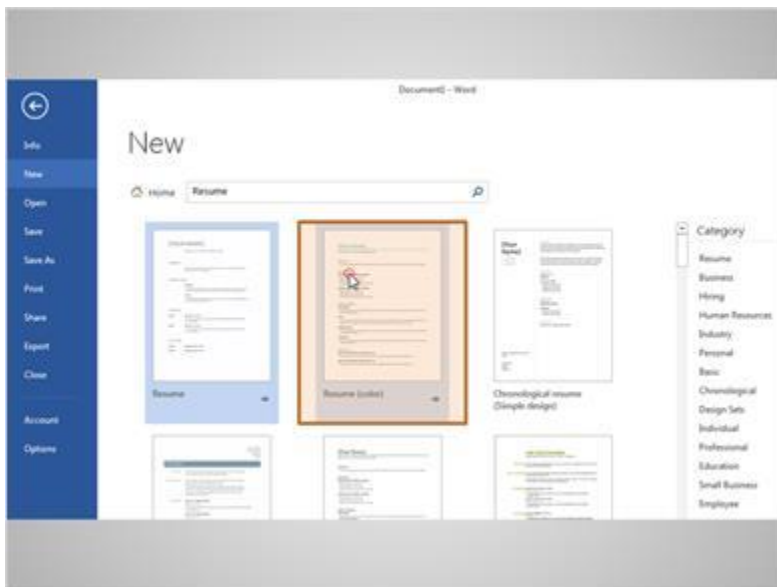 Document1 - Word
Info
New
Open
Save
Save As
Print
Share
Export
Close
Account
Options
New
Home
Resume
Resume
Resume (color)
Chronological resume
(Simple design)
Category
Resume
Business
Hiring
Human Resources
Industry
Personal
Basic
Chronological
Design Sets
Individual
Professional
Education
Small Business
Employee